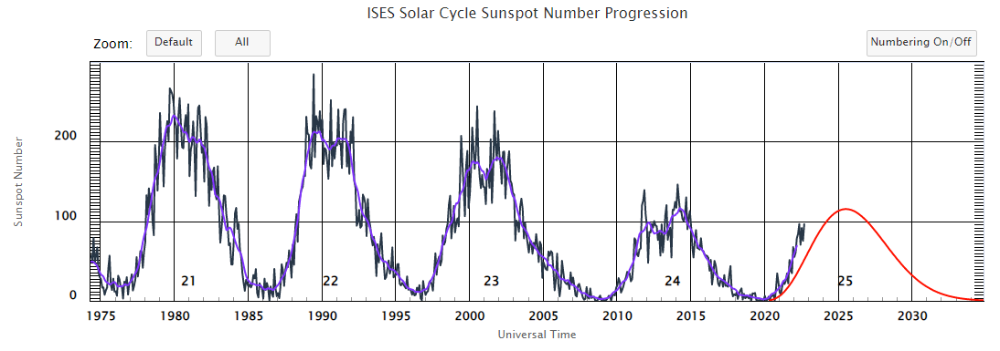 ISES Solar Cycle Sunspot Number Progression
Zoom: Default All Numbering On/Off
Sunspot Number
200
100
0
21 22 23 24 25
1975 1980 1985 1990 1995 2000 2005 2010 2015 2020 2025 2030
Universal Time